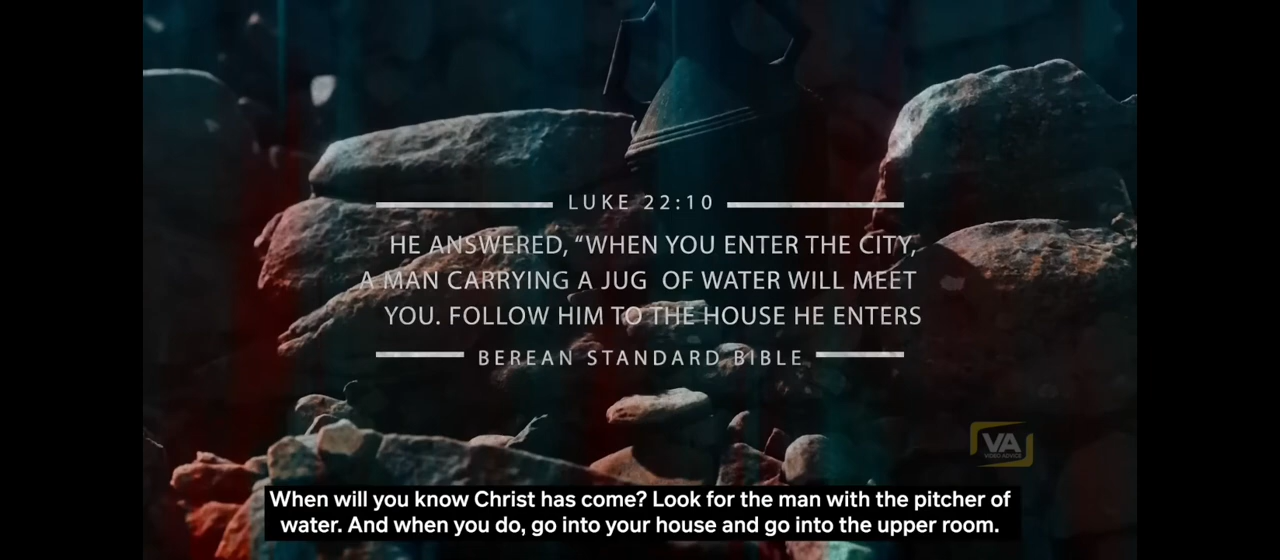 LUKE 22:10
HE ANSWERED, “WHEN YOU ENTER THE CITY,
A MAN CARRYING A JUG OF WATER WILL MEET
YOU. FOLLOW HIM TO THE HOUSE HE ENTERS
BEREAN STANDARD BIBLE
VA
VIDEO ADVICE
When will you know Christ has come? Look for the man with the pitcher of
water. And when you do, go into your house and go into the upper room.